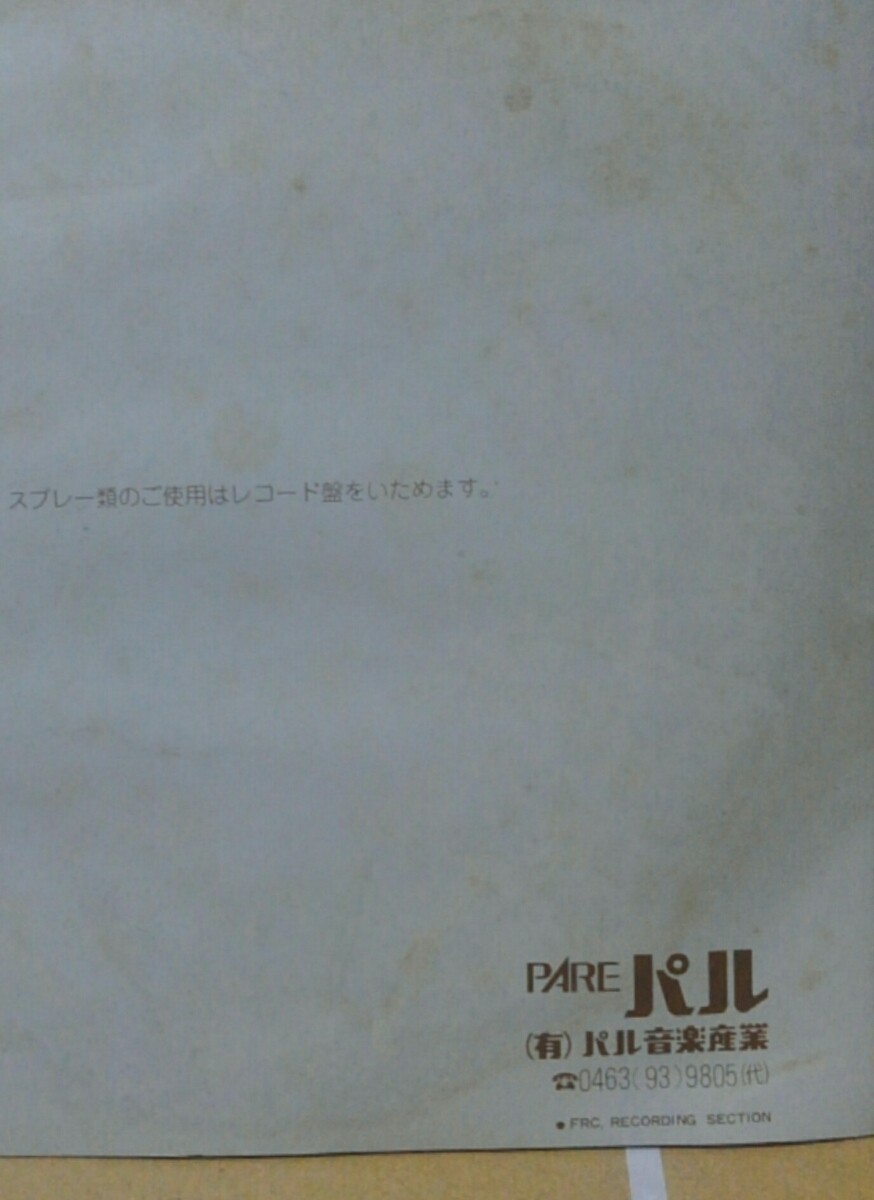 スプレー類のご使用はレコード盤をいためます。
PARE パル
(有)パル音楽産業
☎0463(93)9805(代)
● FRC. RECORDING SECTION